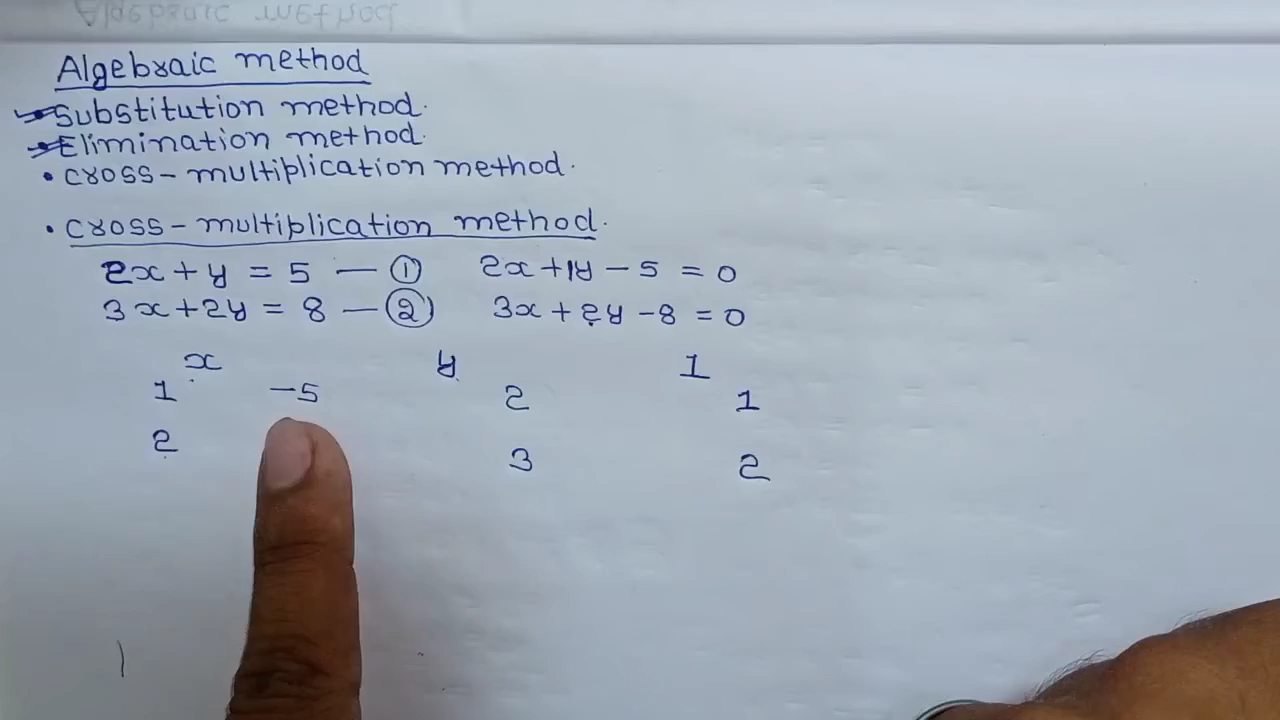 Algebraic method
Substitution method.
Elimination method.
• cross-multiplication method.
• cross-multiplication method.
2x+y = 5 — ① 2x+1y-5 = 0
3x+2y = 8 — ② 3x+2y-8 = 0
x y 1
1 -5 2 1
2 3 2